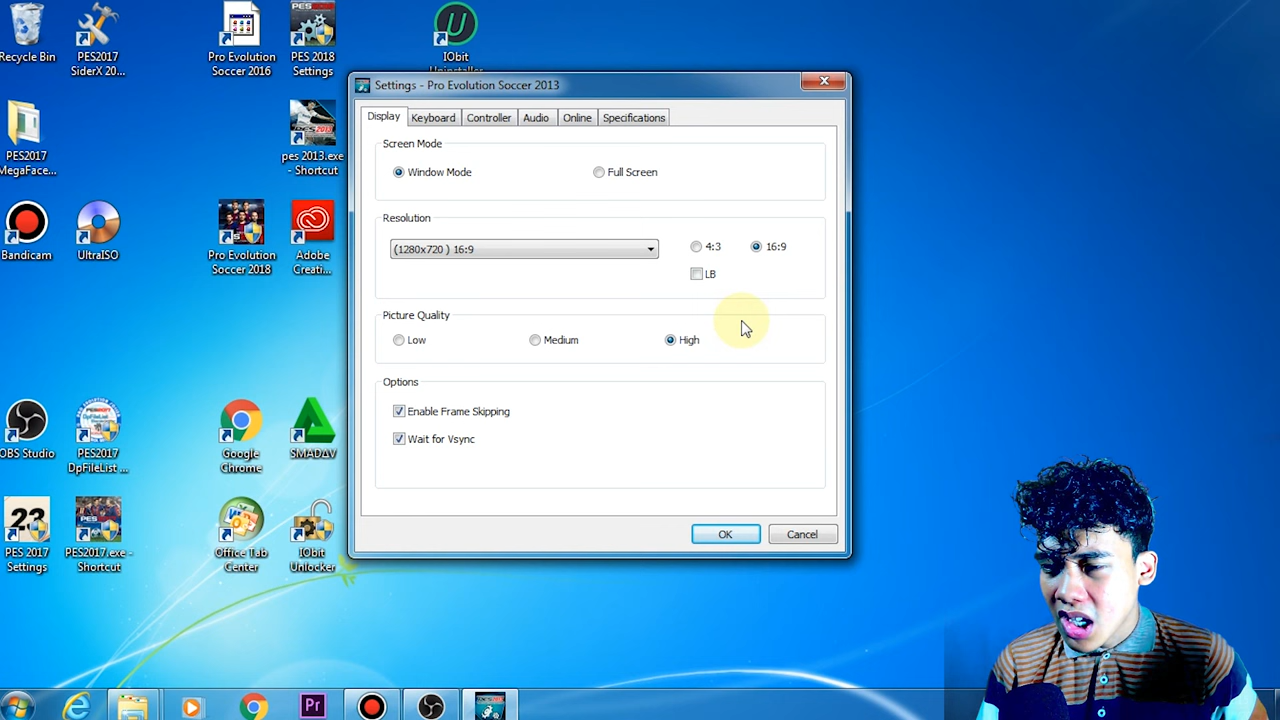 Recycle Bin
PES2017
SiderX 20...
Pro Evolution
Soccer 2016
PES 2018
Settings
IObit
PES2017
MegaFace...
pes 2013.exe
- Shortcut
Bandicam
UltraISO
Pro Evolution
Soccer 2018
Adobe
Creati...
OBS Studio
PES2017
DpFileList ...
Google
Chrome
SMADΔV
23
PES 2017
Settings
PES2017.exe -
Shortcut
Office Tab
Center
IObit
Unlocker
Settings - Pro Evolution Soccer 2013
Display
Keyboard
Controller
Audio
Online
Specifications
Screen Mode
Window Mode
Full Screen
Resolution
(1280x720 ) 16:9
4:3
16:9
LB
Picture Quality
Low
Medium
High
Options
Enable Frame Skipping
Wait for Vsync
OK
Cancel
Pr